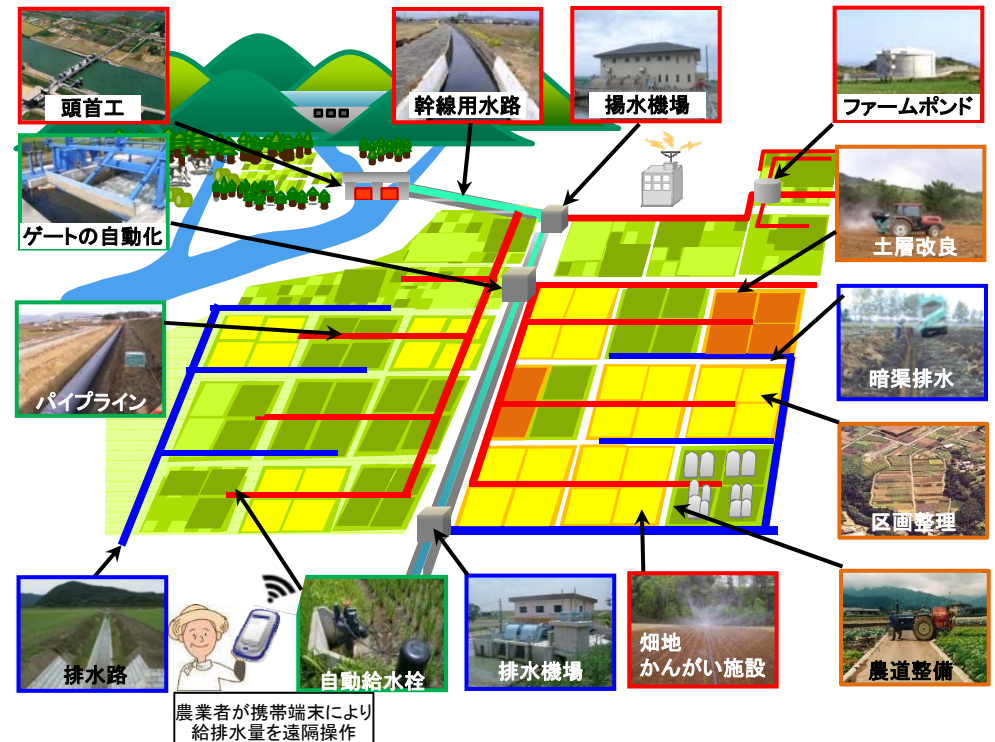 頭首工
幹線用水路
揚水機場
ファームポンド
ゲートの自動化
土層改良
パイプライン
暗渠排水
区画整理
排水路
自動給水栓
排水機場
畑地
かんがい施設
農道整備
農業者が携帯端末により
給排水量を遠隔操作